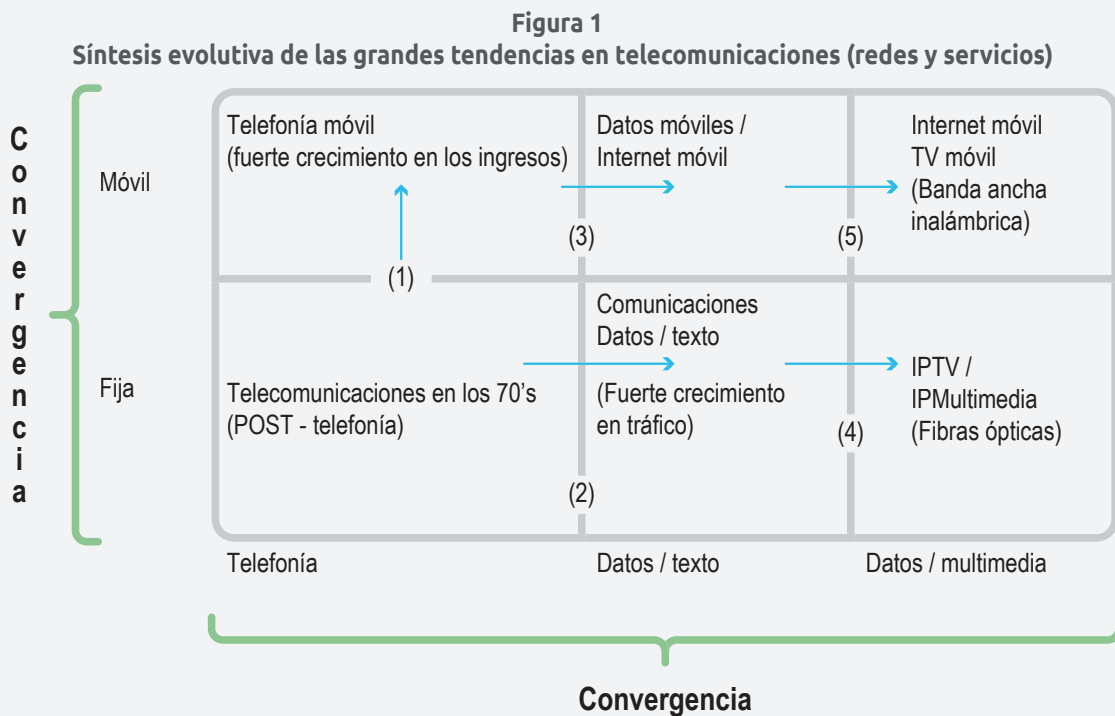 Figura 1
Síntesis evolutiva de las grandes tendencias en telecomunicaciones (redes y servicios)
Convergencia
Móvil
Telefonía móvil
(fuerte crecimiento en los ingresos)
Datos móviles /
Internet móvil
Internet móvil
TV móvil
(Banda ancha
inalámbrica)
(3)
(5)
(1)
Fija
Telecomunicaciones en los 70's
(POST - telefonía)
Comunicaciones
Datos / texto
(Fuerte crecimiento
en tráfico)
IPTV /
IPMultimedia
(Fibras ópticas)
(4)
(2)
Telefonía
Datos / texto
Datos / multimedia
Convergencia